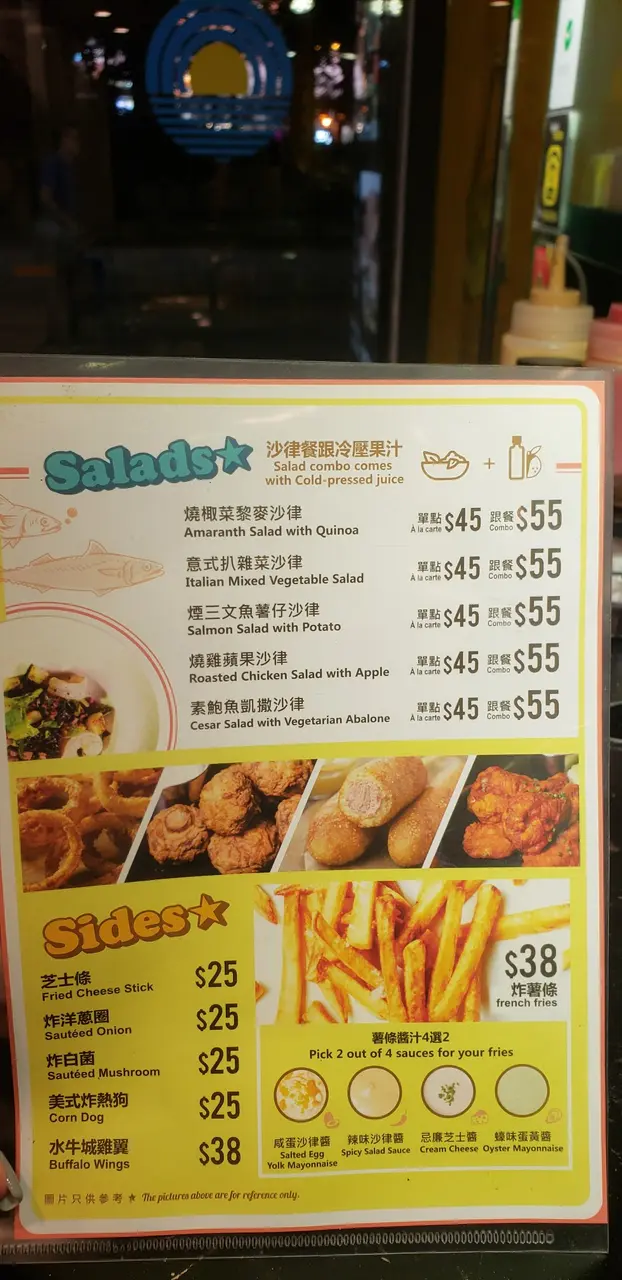 Salads
沙律餐跟冷壓果汁
Salad combo comes
with Cold-pressed juice
+
燒椰菜黎麥沙律
Amaranth Salad with Quinoa
單點 À la carte $45 跟餐 Combo $55
意式扒雜菜沙律
Italian Mixed Vegetable Salad
單點 À la carte $45 跟餐 Combo $55
煙三文魚薯仔沙律
Salmon Salad with Potato
單點 À la carte $45 跟餐 Combo $55
燒雞蘋果沙律
Roasted Chicken Salad with Apple
單點 À la carte $45 跟餐 Combo $55
素鮑魚凱撒沙律
Cesar Salad with Vegetarian Abalone
單點 À la carte $45 跟餐 Combo $55
Sides
芝士條
Fried Cheese Stick
$25
炸洋蔥圈
Sautéed Onion
$25
炸白菌
Sautéed Mushroom
$25
美式炸熱狗
Corn Dog
$25
水牛城雞翼
Buffalo Wings
$38
$38
炸薯條
french fries
薯條醬汁4選2
Pick 2 out of 4 sauces for your fries
咸蛋沙律醬
Salted Egg
Yolk Mayonnaise
辣味沙律醬
Spicy Salad Sauce
忌廉芝士醬
Cream Cheese
蠔味蛋黃醬
Oyster Mayonnaise
圖片只供參考 ★ The pictures above are for reference only.